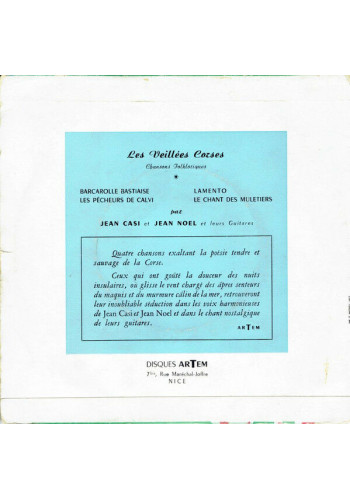 Les Veillées Corses
Chansons Folkloriques
*
BARCAROLLE BASTIAISE
LES PÊCHEURS DE CALVI
LAMENTO
LE CHANT DES MULETIERS
par
JEAN CASI et JEAN NOEL et leurs Guitares
Quatre chansons exaltant la poésie tendre et
sauvage de la Corse.
Ceux qui ont goûté la douceur des nuits
insulaires, où glisse le vent chargé des âpres senteurs
du maquis et du murmure câlin de la mer, retrouveront
leur inoubliable séduction dans les voix harmonieuses
de Jean Casi et Jean Noel et dans le chant nostalgique
de leurs guitares.
ARTEM
DISQUES ARTEM
7bis, Rue Maréchal-Joffre
NICE